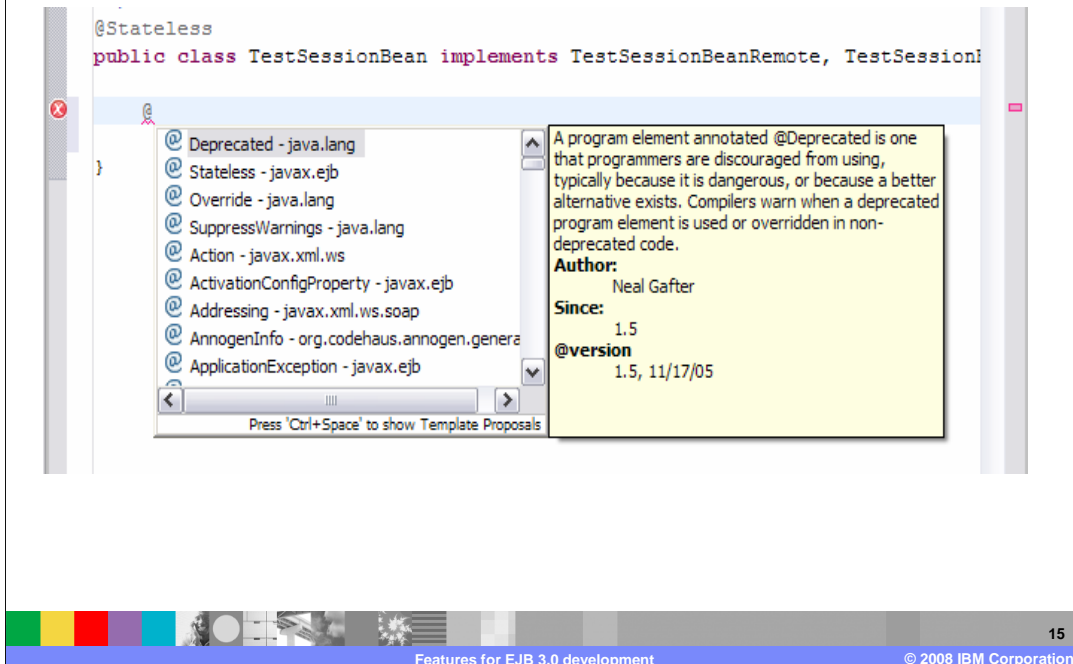 @Stateless
public class TestSessionBean implements TestSessionBeanRemote, TestSessionB
@
Deprecated - java.lang
Stateless - javax.ejb
Override - java.lang
SuppressWarnings - java.lang
Action - javax.xml.ws
ActivationConfigProperty - javax.ejb
Addressing - javax.xml.ws.soap
AnnogenInfo - org.codehaus.annogen.genera
ApplicationException - javax.ejb
Press 'Ctrl+Space' to show Template Proposals
A program element annotated @Deprecated is one
that programmers are discouraged from using,
typically because it is dangerous, or because a better
alternative exists. Compilers warn when a deprecated
program element is used or overridden in non-
deprecated code.
Author:
Neal Gafter
Since:
1.5
@version
1.5, 11/17/05
}
15
Features for EJB 3.0 development
© 2008 IBM Corporation